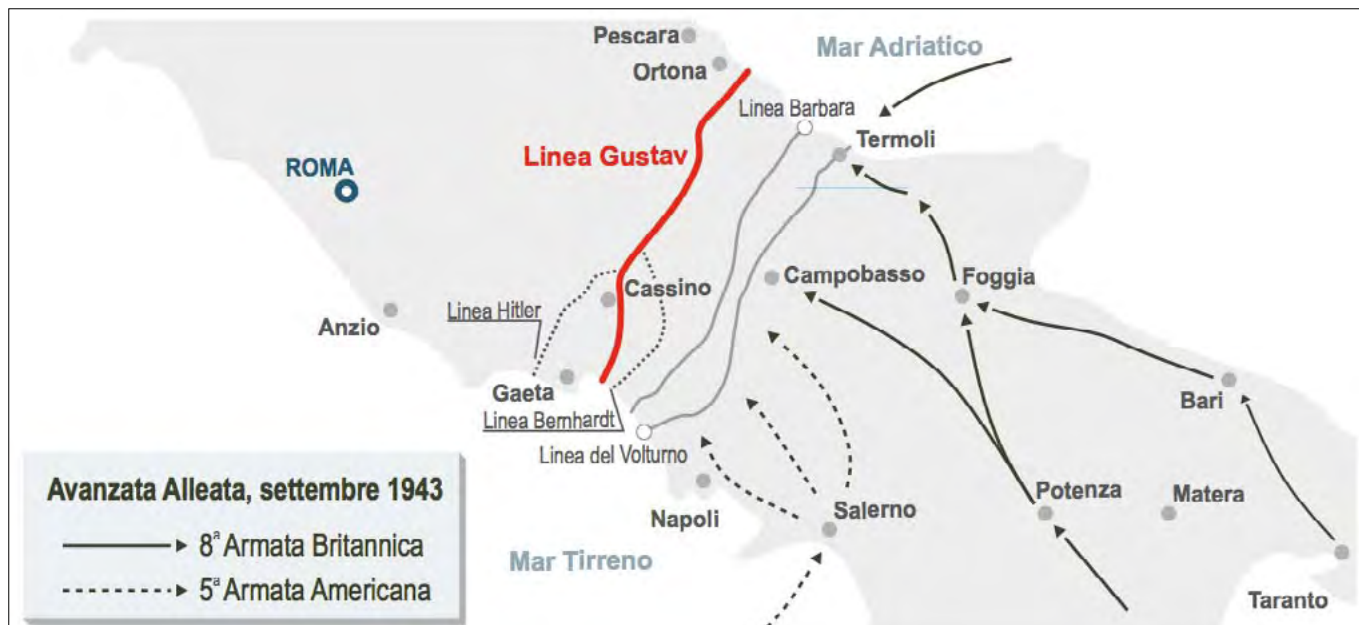 Pescara
Mar Adriatico
Ortona
Linea Barbara
Termoli
Linea Gustav
ROMA
Campobasso
Foggia
Cassino
Linea Hitler
Anzio
Gaeta
Bari
Linea Bernhardt
Linea del Volturno
Avanzata Alleata, settembre 1943
8ª Armata Britannica
5ª Armata Americana
Napoli
Salerno
Potenza
Matera
Mar Tirreno
Taranto